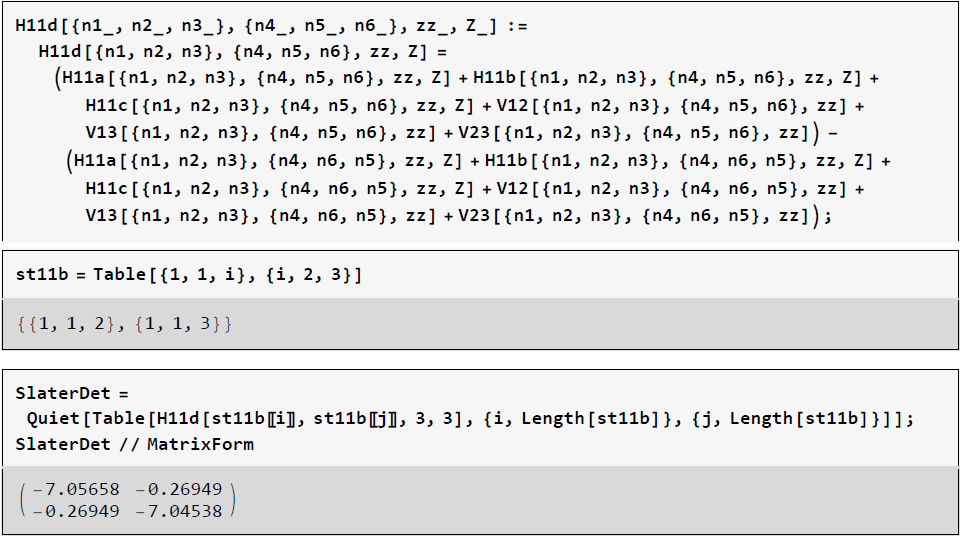 H11d[{n1_, n2_, n3_}, {n4_, n5_, n6_}, zz_, Z_] :=
H11d[{n1, n2, n3}, {n4, n5, n6}, zz, Z] =
(H11a[{n1, n2, n3}, {n4, n5, n6}, zz, Z] + H11b[{n1, n2, n3}, {n4, n5, n6}, zz, Z] +
H11c[{n1, n2, n3}, {n4, n5, n6}, zz, Z] + V12[{n1, n2, n3}, {n4, n5, n6}, zz] +
V13[{n1, n2, n3}, {n4, n5, n6}, zz] + V23[{n1, n2, n3}, {n4, n5, n6}, zz]) -
(H11a[{n1, n2, n3}, {n4, n6, n5}, zz, Z] + H11b[{n1, n2, n3}, {n4, n6, n5}, zz, Z] +
H11c[{n1, n2, n3}, {n4, n6, n5}, zz, Z] + V12[{n1, n2, n3}, {n4, n6, n5}, zz] +
V13[{n1, n2, n3}, {n4, n6, n5}, zz] + V23[{n1, n2, n3}, {n4, n6, n5}, zz]);
st11b = Table[{1, 1, i}, {i, 2, 3}]
{{1, 1, 2}, {1, 1, 3}}
SlaterDet =
Quiet[Table[H11d[st11b〚i〛, st11b〚j〛, 3, 3], {i, Length[st11b]}, {j, Length[st11b]}]];
SlaterDet // MatrixForm
-7.05658 -0.26949
-0.26949 -7.04538